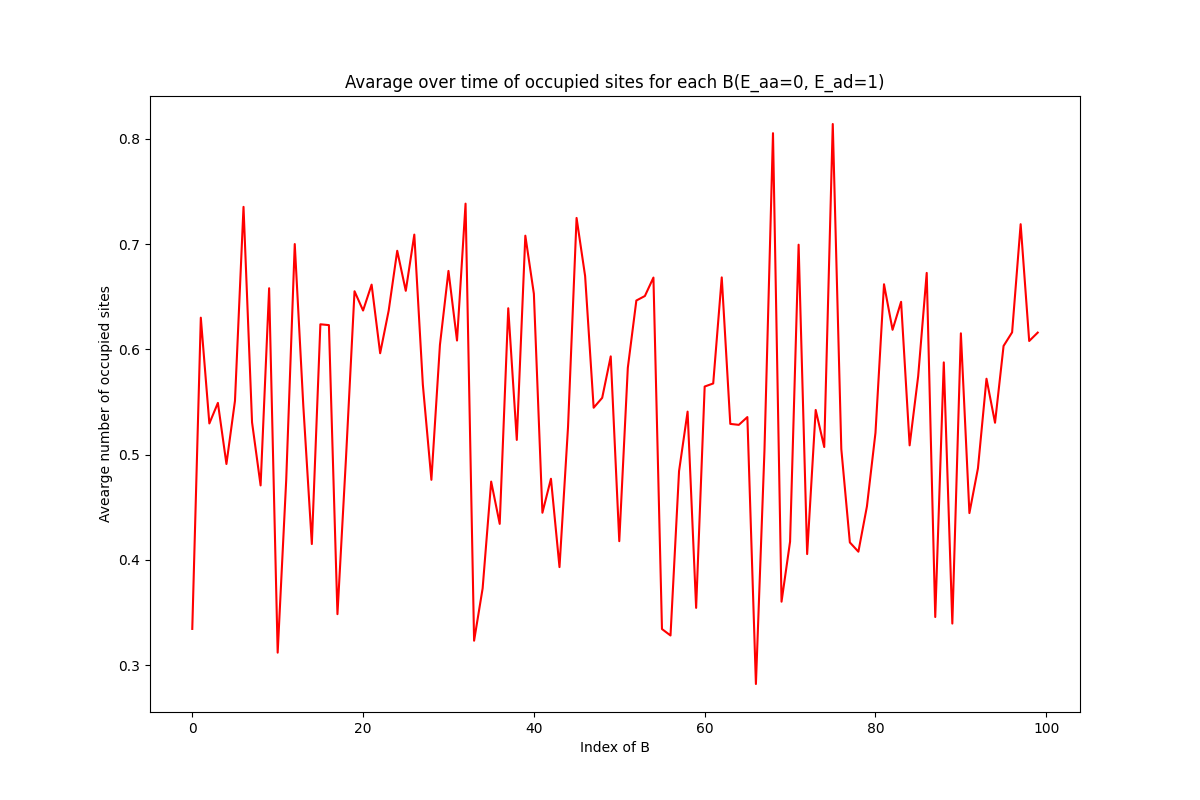 Avarage over time of occupied sites for each B(E_aa=0, E_ad=1)
0.8
0.7
0.6
0.5
0.4
0.3
Avearge number of occupied sites
0 20 40 60 80 100
Index of B